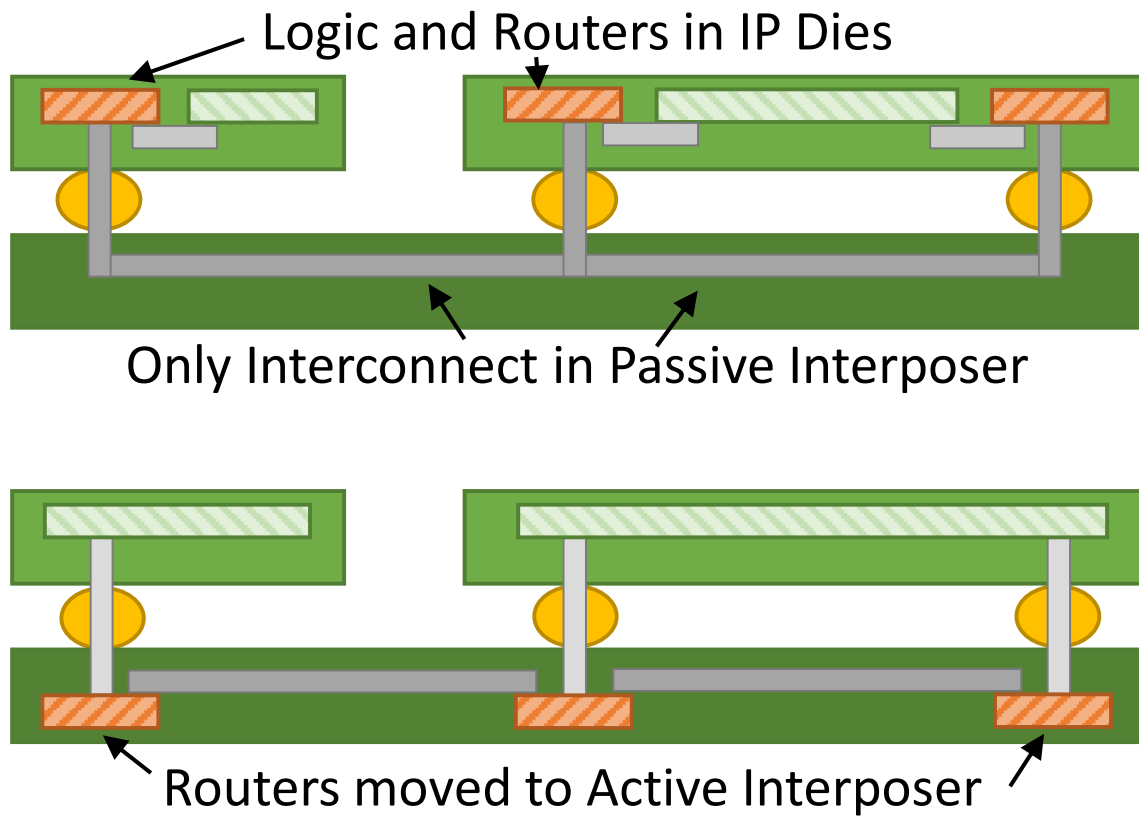 Logic and Routers in IP Dies
Only Interconnect in Passive Interposer
Routers moved to Active Interposer